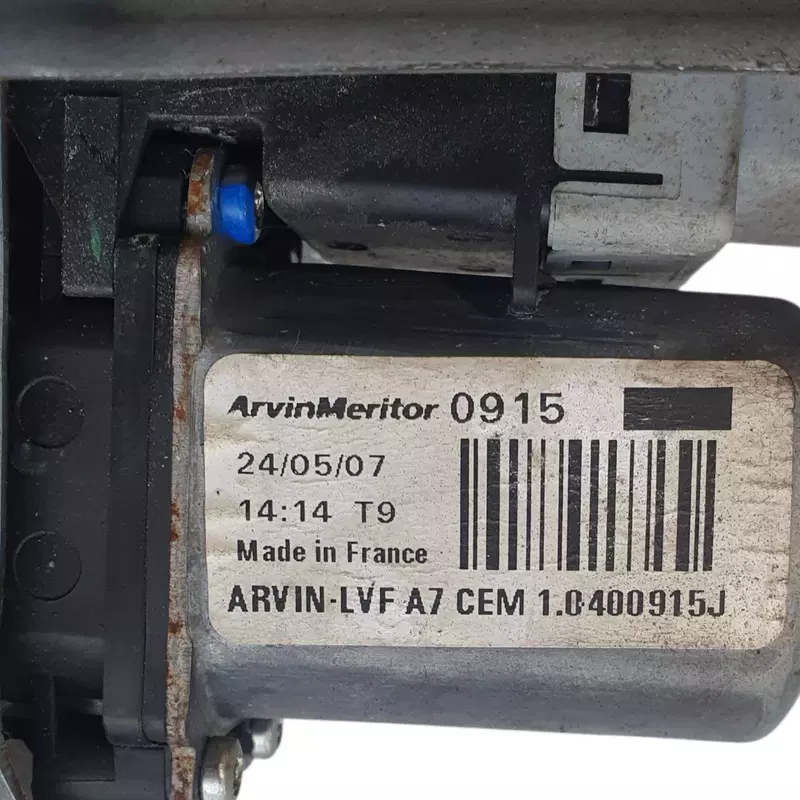 ArvinMeritor 0915
24/05/07
14:14 T9
Made in France
ARVIN-LVF A7 CEM 1.0400915J